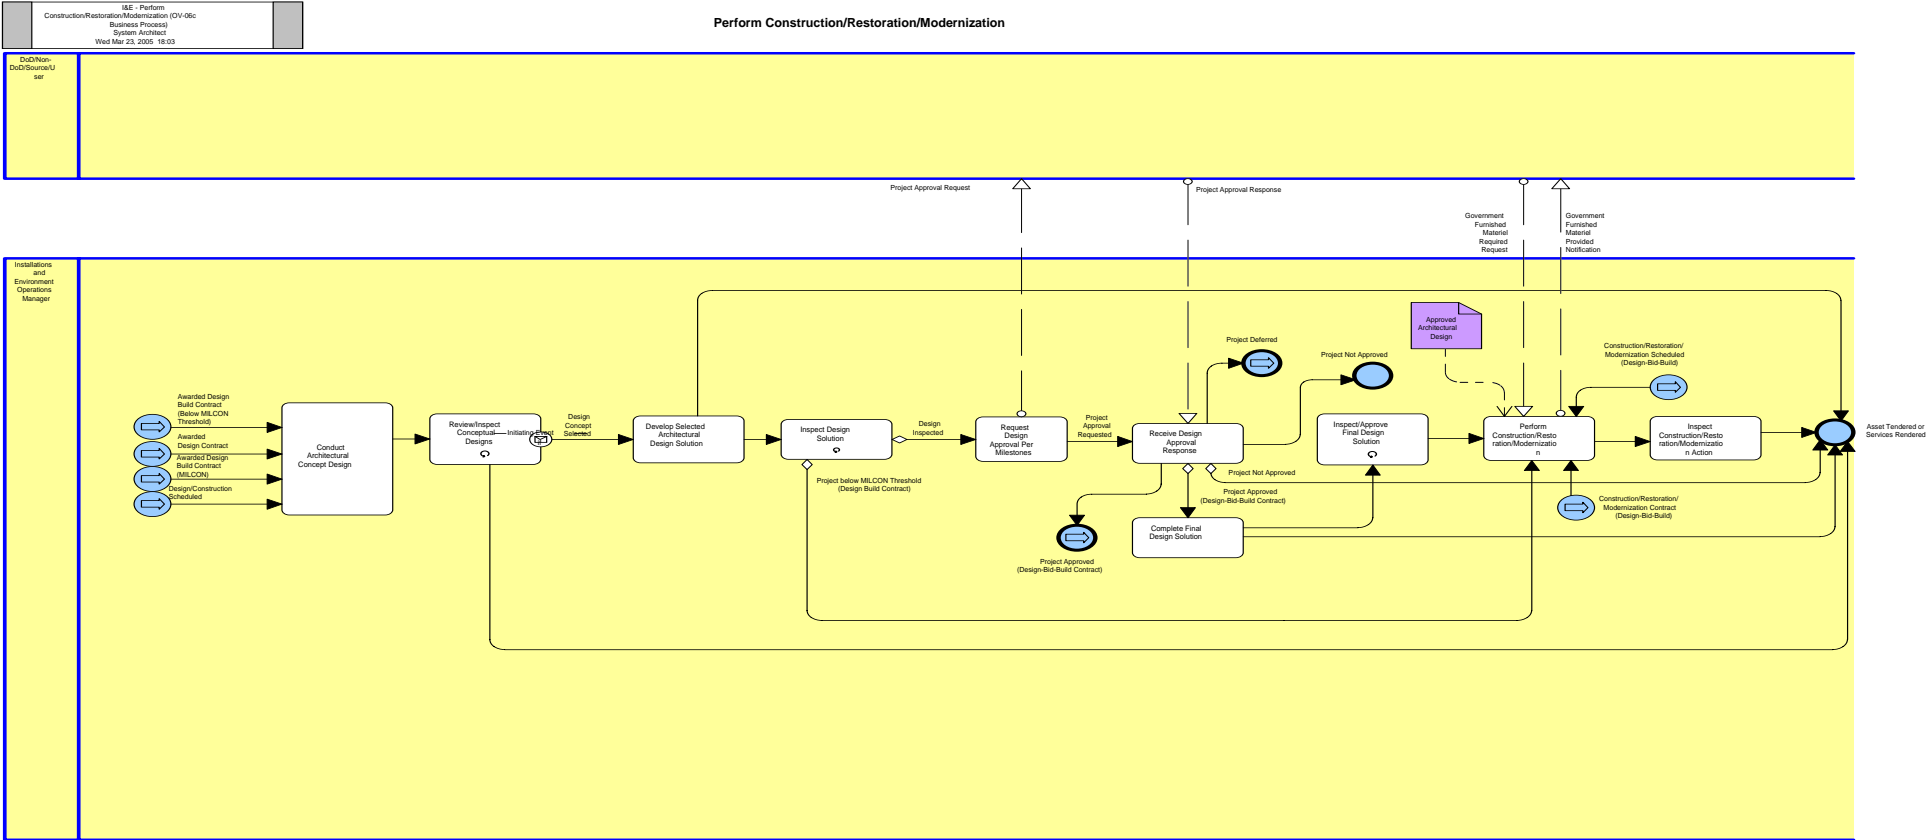 I&E - Perform
Construction/Restoration/Modernization (OV-06c
Business Process)
System Architect
Wed Mar 23, 2005 18:03
Perform Construction/Restoration/Modernization
DoD/Non-
DoD/Source/U
ser
Project Approval Request
Project Approval Response
Government
Furnished
Materiel
Required
Request
Government
Furnished
Materiel
Provided
Notification
Installations
and
Environment
Operations
Manager
Awarded Design
Build Contract
(Below MILCON
Threshold)
Awarded
Design Contract
Awarded Design
Build Contract
(MILCON)
Design/Construction
Scheduled
Conduct
Architectural
Concept Design
Review/Inspect
Conceptual
Designs
Initiating Event
Design
Concept
Selected
Develop Selected
Architectural
Design Solution
Inspect Design
Solution
Design
Inspected
Project below MILCON Threshold
(Design Build Contract)
Request
Design
Approval Per
Milestones
Project
Approval
Requested
Receive Design
Approval
Response
Project Deferred
Project Not Approved
Project Not Approved
Project Approved
(Design-Bid-Build Contract)
Project Approved
(Design-Bid-Build Contract)
Complete Final
Design Solution
Inspect/Approve
Final Design
Solution
Approved
Architectural
Design
Perform
Construction/Resto
ration/Modernizatio
n
Construction/Restoration/
Modernization Scheduled
(Design-Bid-Build)
Construction/Restoration/
Modernization Contract
(Design-Bid-Build)
Inspect
Construction/Resto
ration/Modernizatio
n Action
Asset Tendered or
Services Rendered